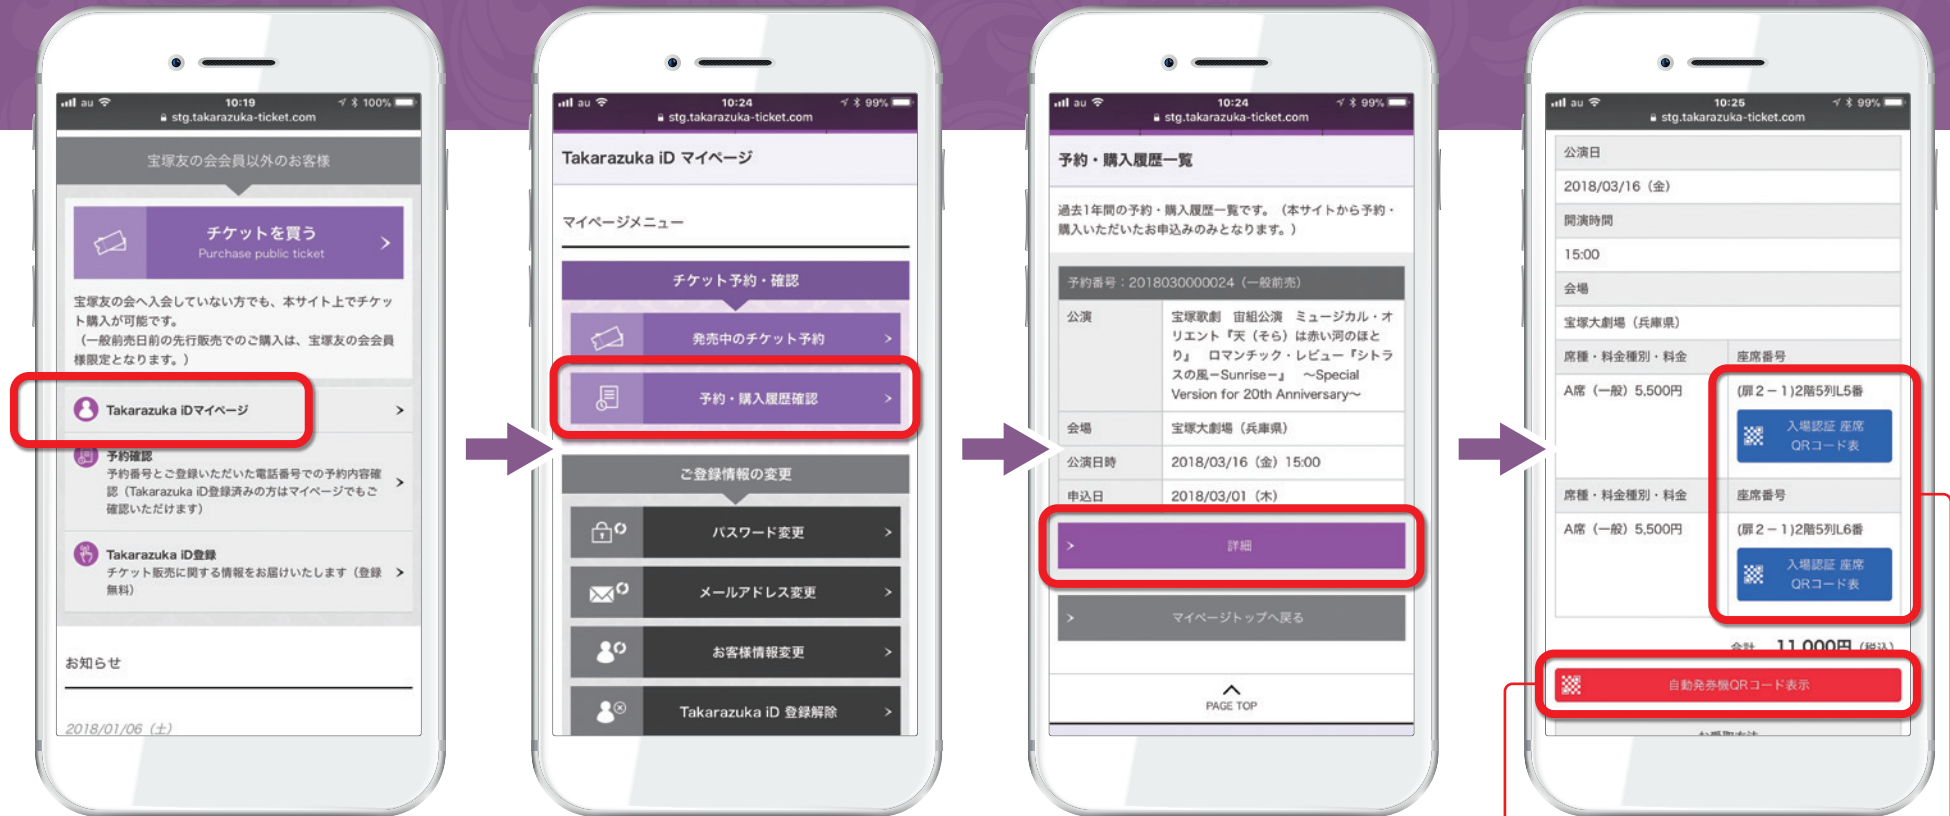 au
10:19
100%
stg.takarazuka-ticket.com
宝塚友の会会員以外のお客様
チケットを買う
Purchase public ticket
宝塚友の会へ入会していない方でも、本サイト上でチケッ
ト購入が可能です。
（一般前売日前の先行販売でのご購入は、宝塚友の会会員
様限定となります。）
Takarazuka iDマイページ
予約確認
予約番号とご登録いただいた電話番号での予約内容確
認（Takarazuka iD登録済みの方はマイページでもご
確認いただけます）
Takarazuka iD登録
チケット販売に関する情報をお届けいたします（登録
無料）
お知らせ
2018/01/06（土）
au
10:24
99%
stg.takarazuka-ticket.com
Takarazuka iD マイページ
マイページメニュー
チケット予約・確認
発売中のチケット予約
予約・購入履歴確認
ご登録情報の変更
パスワード変更
メールアドレス変更
お客様情報変更
Takarazuka iD 登録解除
au
10:24
99%
stg.takarazuka-ticket.com
予約・購入履歴一覧
過去1年間の予約・購入履歴一覧です。（本サイトから予約・
購入いただいたお申込みのみとなります。）
予約番号：2018030000024（一般前売）
公演
宝塚歌劇　宙組公演　ミュージカル・オ
リエント『天（そら）は赤い河のほと
り』　ロマンチック・レビュー『シトラ
スの風－Sunrise－』　～Special
Version for 20th Anniversary～
会場
宝塚大劇場（兵庫県）
公演日時
2018/03/16（金）15:00
申込日
2018/03/01（木）
詳細
マイページトップへ戻る
PAGE TOP
au
10:25
99%
stg.takarazuka-ticket.com
公演日
2018/03/16（金）
開演時間
15:00
会場
宝塚大劇場（兵庫県）
席種・料金種別・料金
座席番号
A席（一般）5,500円
(扉２－１)2階5列L5番
入場認証 座席
QRコード表
席種・料金種別・料金
座席番号
A席（一般）5,500円
(扉２－１)2階5列L6番
入場認証 座席
QRコード表
合計 11,000円（税込）
自動発券機QRコード表示
お受取方法